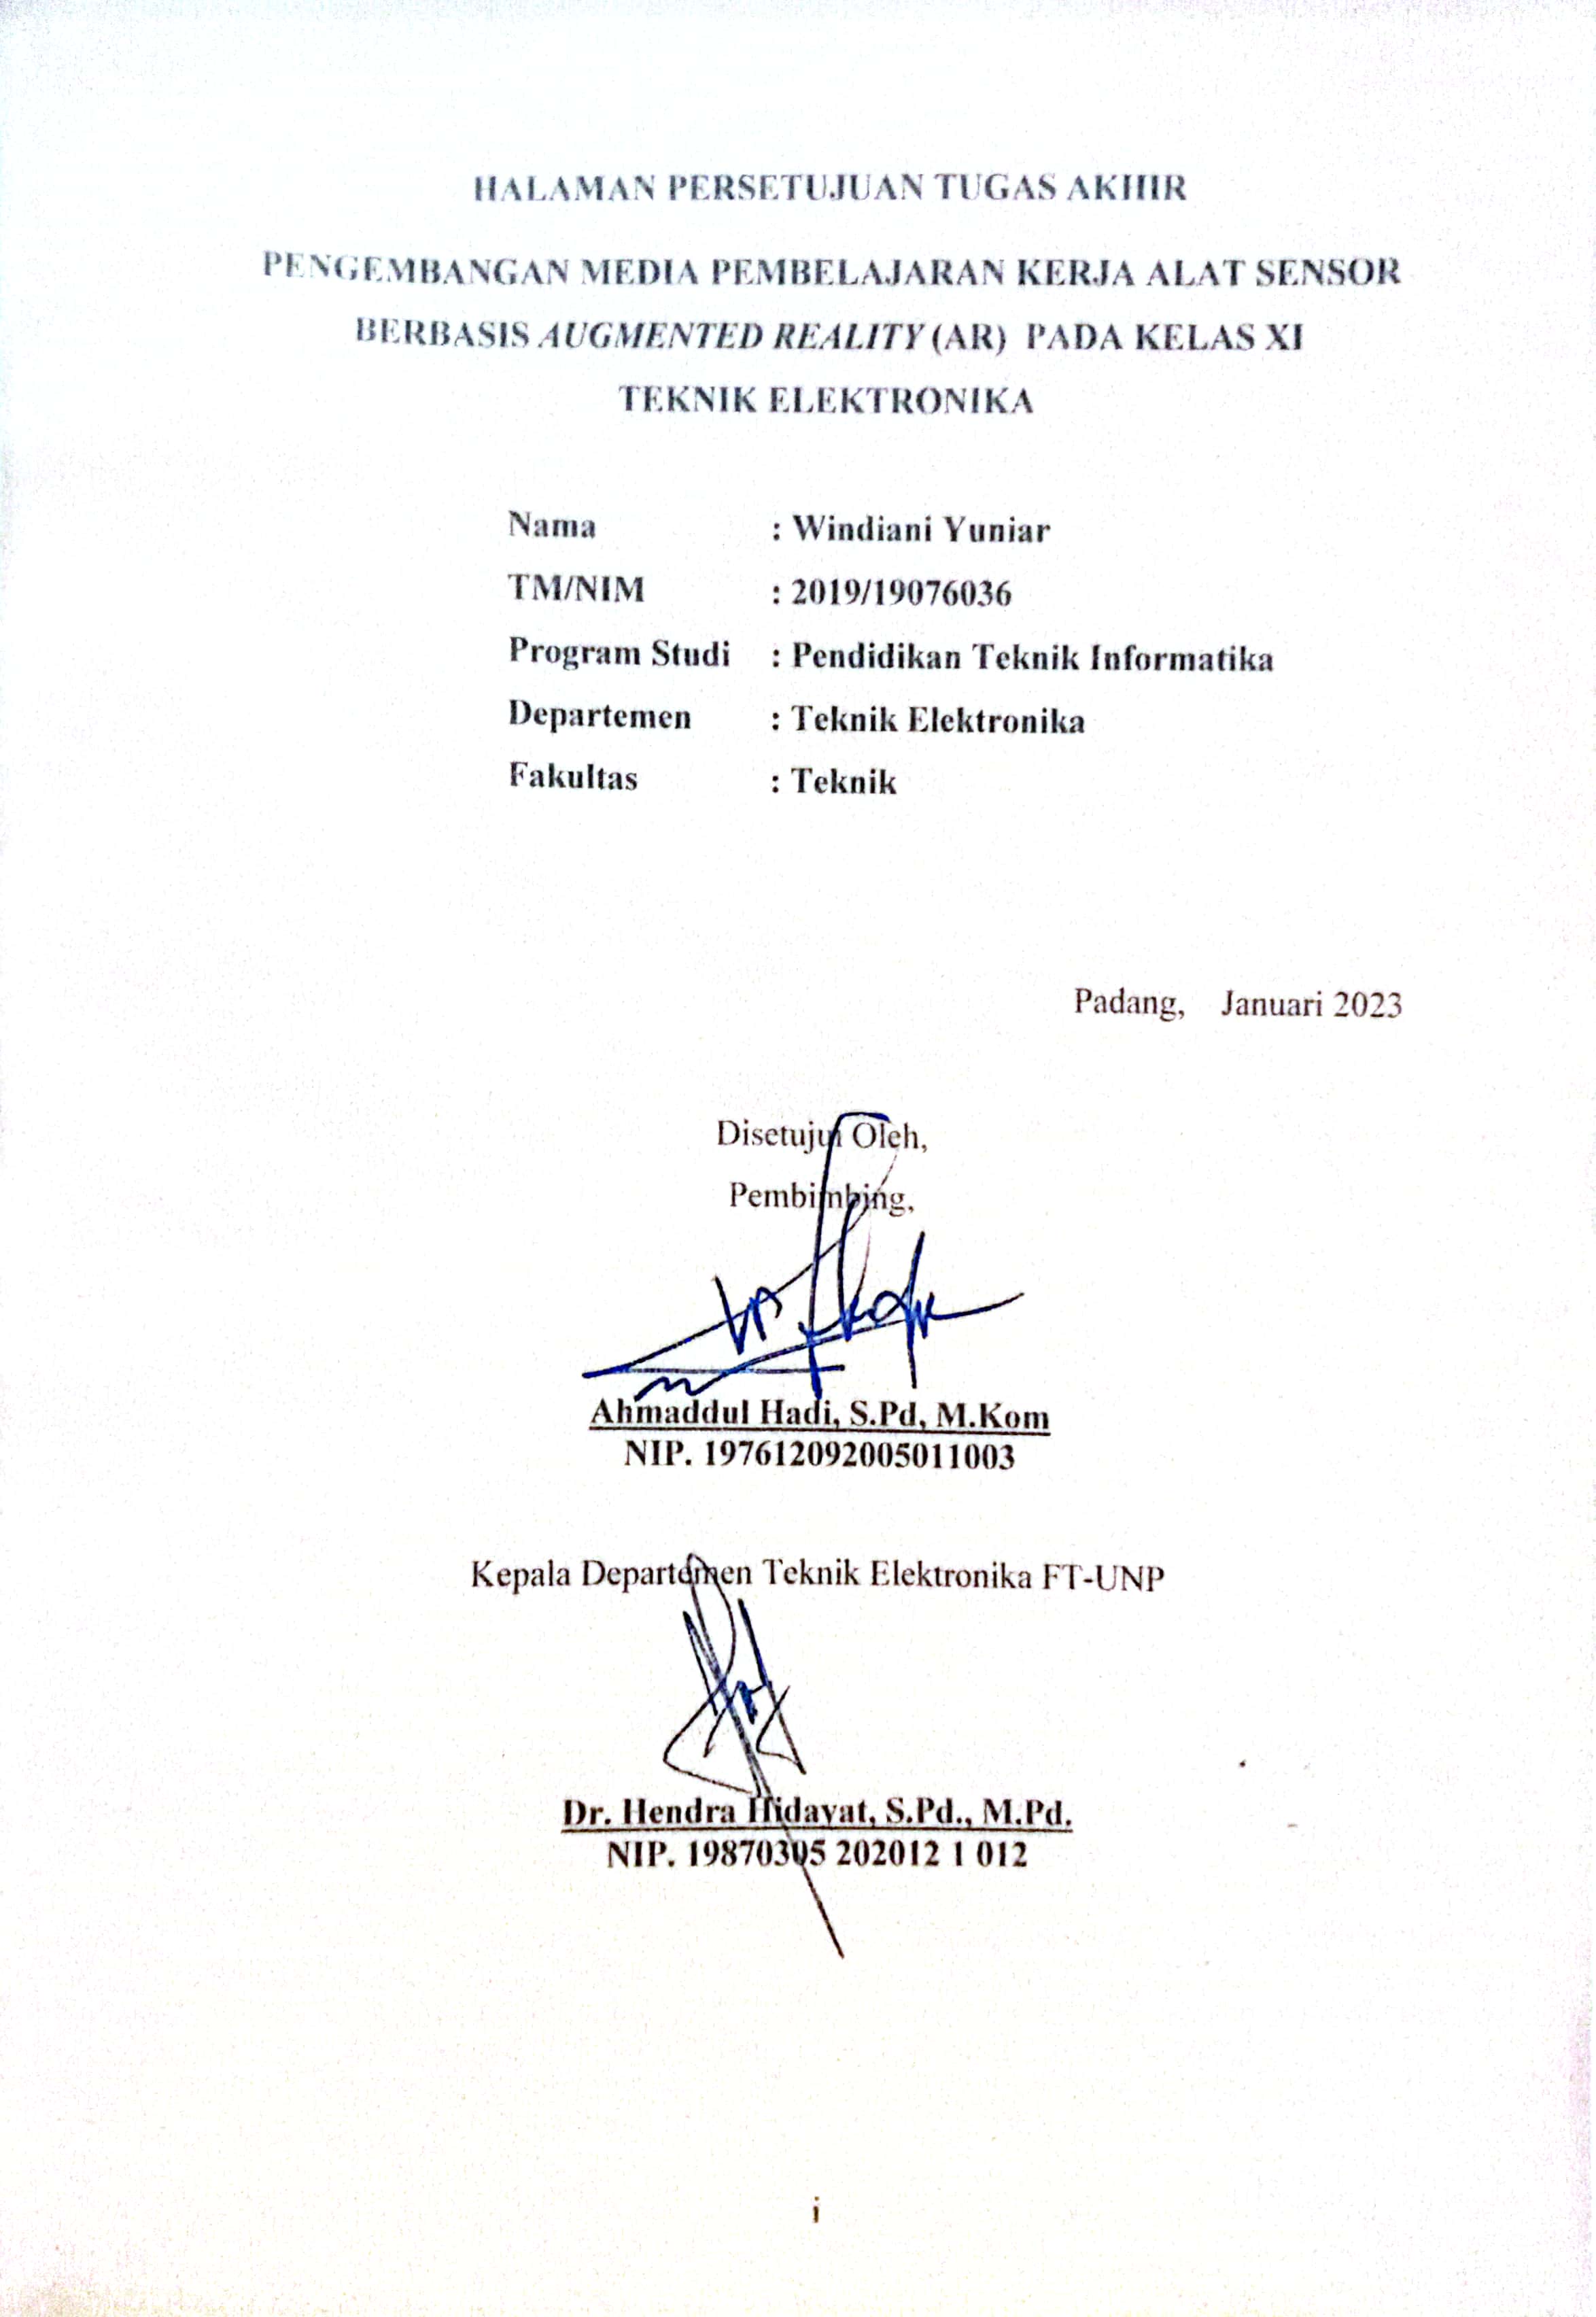 HALAMAN PERSETUJUAN TUGAS AKHIR
PENGEMBANGAN MEDIA PEMBELAJARAN KERJA ALAT SENSOR
BERBASIS AUGMENTED REALITY (AR) PADA KELAS XI
TEKNIK ELEKTRONIKA
Nama : Windiani Yuniar
TM/NIM : 2019/19076036
Program Studi : Pendidikan Teknik Informatika
Departemen : Teknik Elektronika
Fakultas : Teknik
Padang, Januari 2023
Disetujui Oleh,
Pembimbing,
Ahmaddul Hadi, S.Pd, M.Kom
NIP. 197612092005011003
Kepala Departemen Teknik Elektronika FT-UNP
Dr. Hendra Hidayat, S.Pd., M.Pd.
NIP. 19870305 202012 1 012
i